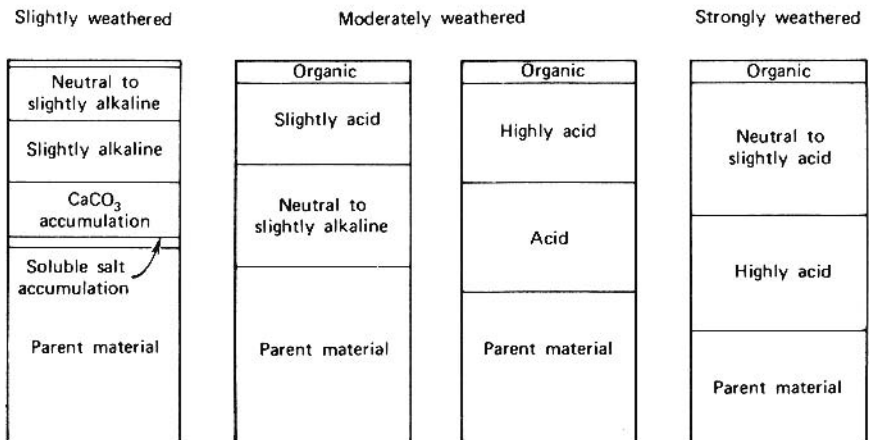 Slightly weathered
Moderately weathered
Strongly weathered
Neutral to
slightly alkaline
Slightly alkaline
CaCO₃
accumulation
Soluble salt
accumulation
Parent material
Organic
Slightly acid
Neutral to
slightly alkaline
Parent material
Organic
Highly acid
Acid
Parent material
Organic
Neutral to
slightly acid
Highly acid
Parent material